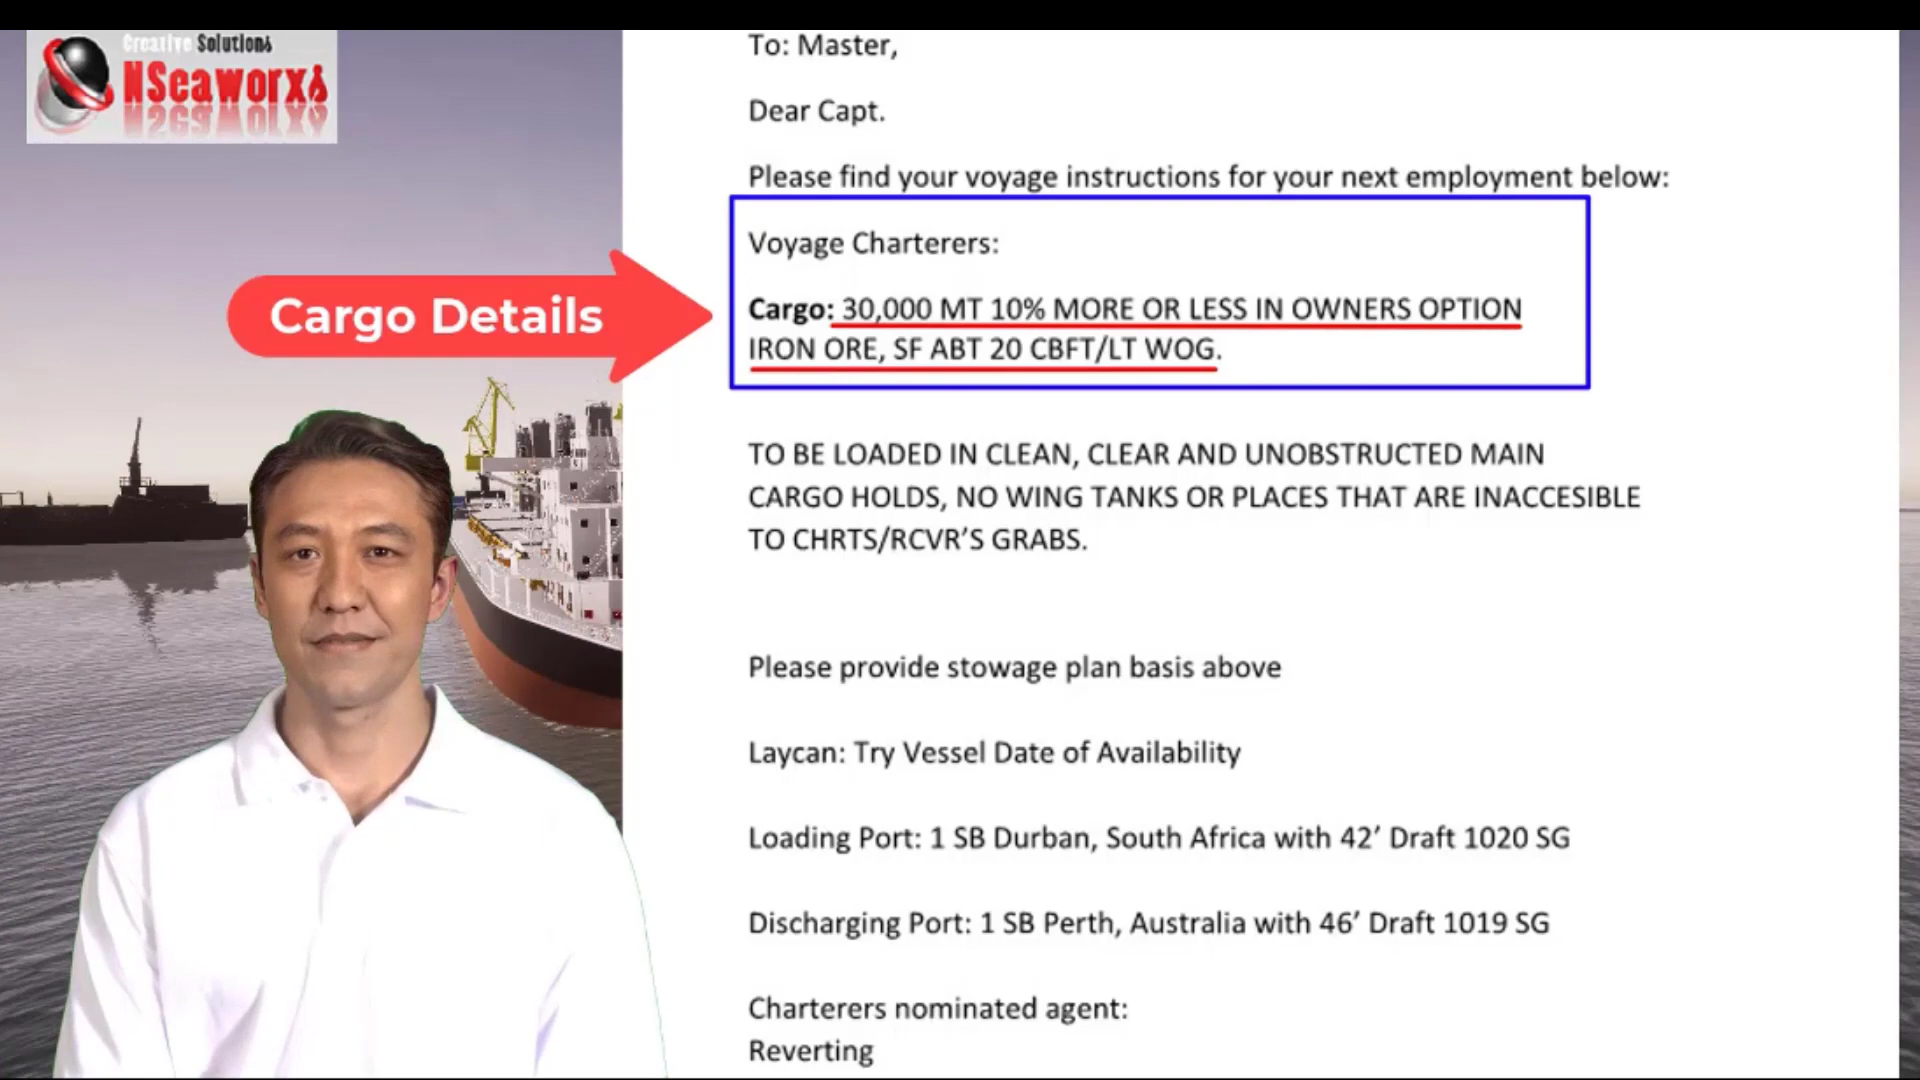 Creative Solutions
NSeaworxs
To: Master,
Dear Capt.
Please find your voyage instructions for your next employment below:
Voyage Charterers:
Cargo Details
Cargo: 30,000 MT 10% MORE OR LESS IN OWNERS OPTION
IRON ORE, SF ABT 20 CBFT/LT WOG.
TO BE LOADED IN CLEAN, CLEAR AND UNOBSTRUCTED MAIN
CARGO HOLDS, NO WING TANKS OR PLACES THAT ARE INACCESIBLE
TO CHRTS/RCVR'S GRABS.
Please provide stowage plan basis above
Laycan: Try Vessel Date of Availability
Loading Port: 1 SB Durban, South Africa with 42' Draft 1020 SG
Discharging Port: 1 SB Perth, Australia with 46' Draft 1019 SG
Charterers nominated agent:
Reverting